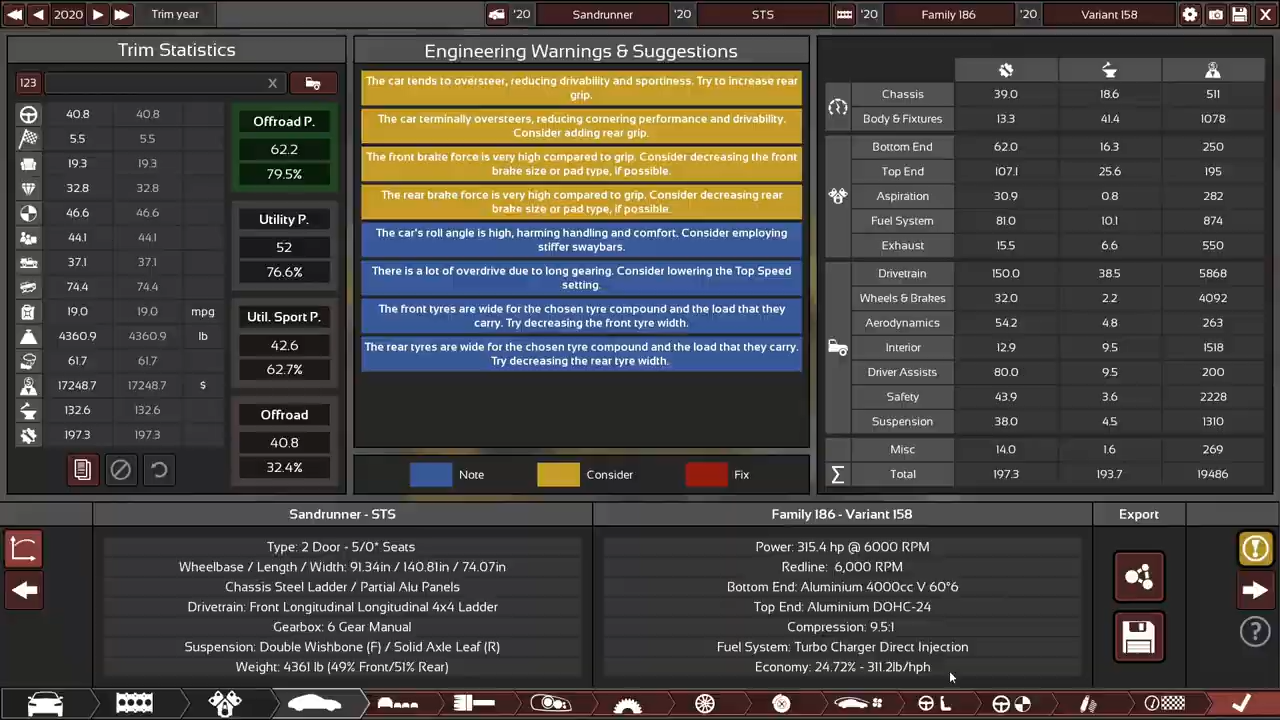 2020
Trim year
'20
Sandrunner
'20
STS
'20
Family 186
'20
Variant 158
Trim Statistics
123
X
40.8 40.8
5.5 5.5
19.3 19.3
32.8 32.8
46.6 46.6
44.1 44.1
37.1 37.1
74.4 74.4
19.0 19.0 mpg
4360.9 4360.9 lb
61.7 61.7
17248.7 17248.7 $
132.6 132.6
197.3 197.3
Offroad P.
62.2
79.5%
Utility P.
52
76.6%
Util. Sport P.
42.6
62.7%
Offroad
40.8
32.4%
Engineering Warnings & Suggestions
The car tends to oversteer, reducing drivability and sportiness. Try to increase rear
grip.
The car terminally oversteers, reducing cornering performance and drivability.
Consider adding rear grip.
The front brake force is very high compared to grip. Consider decreasing the front
brake size or pad type, if possible.
The rear brake force is very high compared to grip. Consider decreasing rear
brake size or pad type, if possible.
The car's roll angle is high, harming handling and comfort. Consider employing
stiffer swaybars.
There is a lot of overdrive due to long gearing. Consider lowering the Top Speed
setting.
The front tyres are wide for the chosen tyre compound and the load that they
carry. Try decreasing the front tyre width.
The rear tyres are wide for the chosen tyre compound and the load that they carry.
Try decreasing the rear tyre width.
Note
Consider
Fix
Chassis 39.0 18.6 511
Body & Fixtures 13.3 41.4 1078
Bottom End 62.0 16.3 250
Top End 107.1 25.6 195
Aspiration 30.9 0.8 282
Fuel System 81.0 10.1 874
Exhaust 15.5 6.6 550
Drivetrain 150.0 38.5 5868
Wheels & Brakes 32.0 2.2 4092
Aerodynamics 54.2 4.8 263
Interior 12.9 9.5 1518
Driver Assists 80.0 9.5 200
Safety 43.9 3.6 2228
Suspension 38.0 4.5 1310
Misc 14.0 1.6 269
Σ Total 197.3 193.7 19486
Sandrunner - STS
Type: 2 Door - 5/0* Seats
Wheelbase / Length / Width: 91.34in / 140.81in / 74.07in
Chassis Steel Ladder / Partial Alu Panels
Drivetrain: Front Longitudinal Longitudinal 4x4 Ladder
Gearbox: 6 Gear Manual
Suspension: Double Wishbone (F) / Solid Axle Leaf (R)
Weight: 4361 lb (49% Front/51% Rear)
Family 186 - Variant 158
Power: 315.4 hp @ 6000 RPM
Redline: 6,000 RPM
Bottom End: Aluminium 4000cc V 60°6
Top End: Aluminium DOHC-24
Compression: 9.5:1
Fuel System: Turbo Charger Direct Injection
Economy: 24.72% - 311.2lb/hph
Export
?